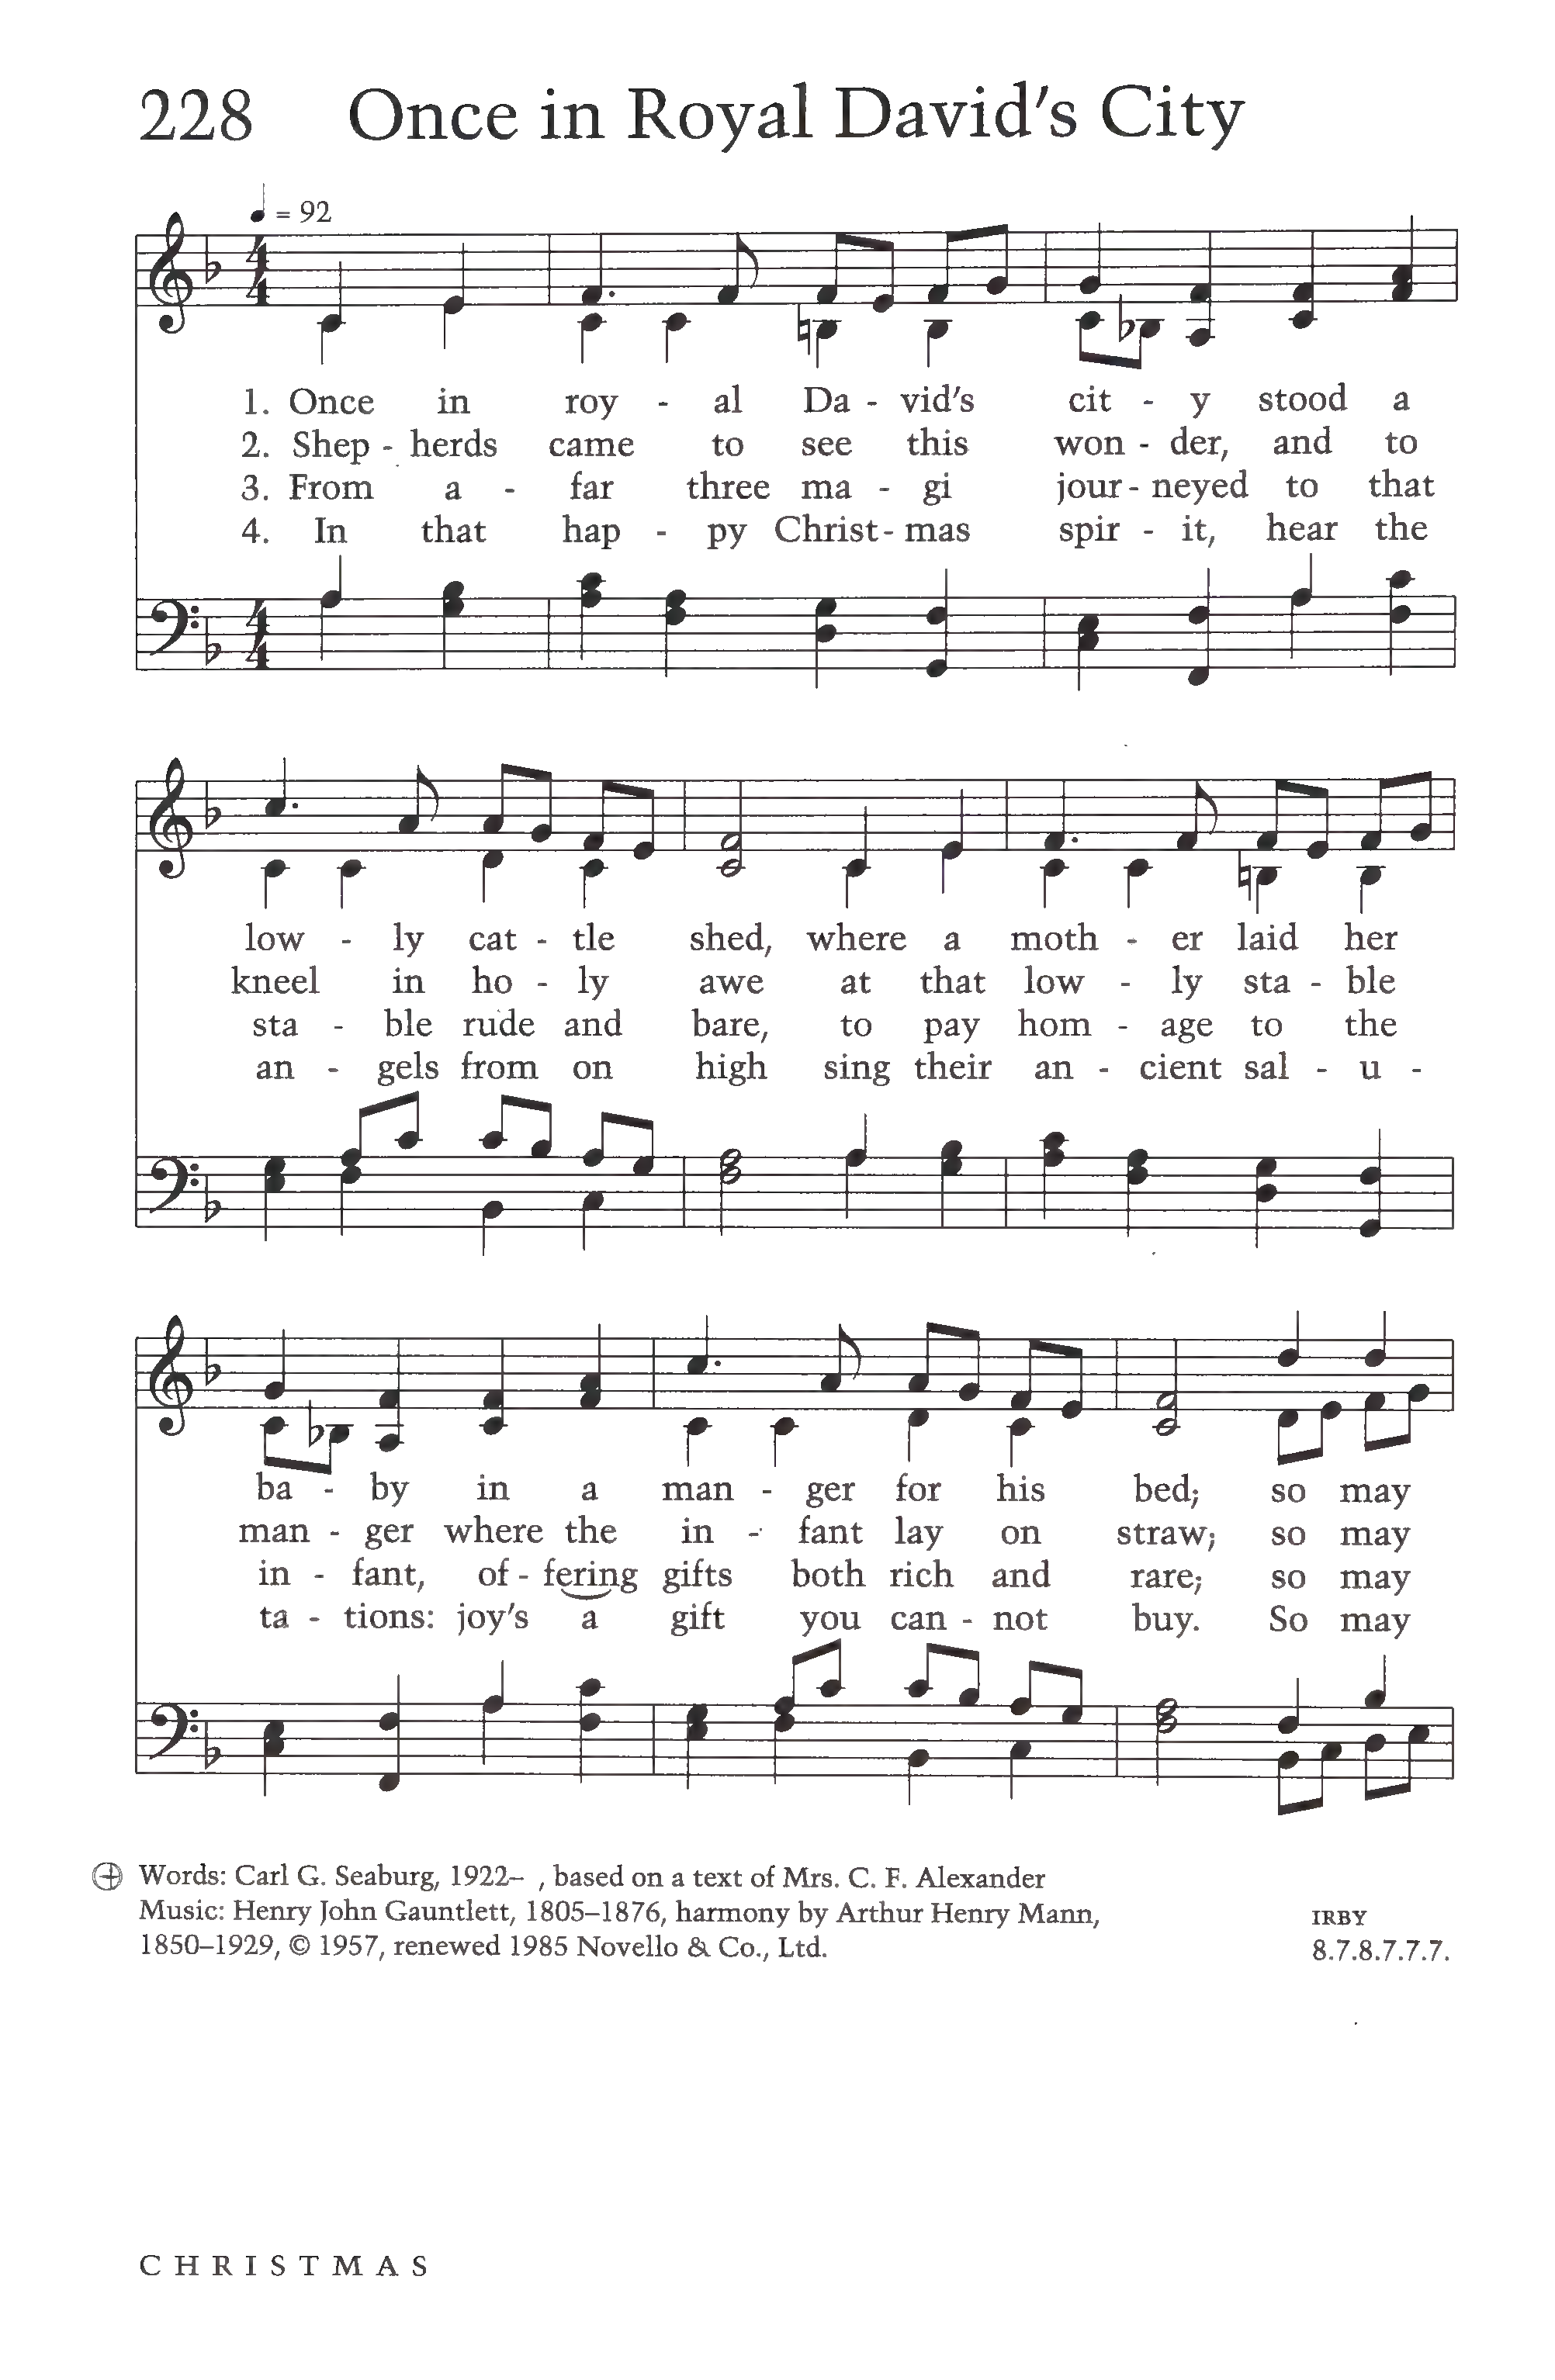 228 Once in Royal David's City
♩ = 92
1. Once in roy - al Da - vid's cit - y stood a
2. Shep - herds came to see this won - der, and to
3. From a - far three ma - gi jour - neyed to that
4. In that hap - py Christ - mas spir - it, hear the
low - ly cat - tle shed, where a moth - er laid her
kneel in ho - ly awe at that low - ly sta - ble
sta - ble rude and bare, to pay hom - age to the
an - gels from on high sing their an - cient sal - u -
ba - by in a man - ger for his bed; so may
man - ger where the in - fant lay on straw; so may
in - fant, of - fering gifts both rich and rare; so may
ta - tions: joy's a gift you can - not buy. So may
Words: Carl G. Seaburg, 1922– , based on a text of Mrs. C. F. Alexander
Music: Henry John Gauntlett, 1805–1876, harmony by Arthur Henry Mann,
1850–1929, © 1957, renewed 1985 Novello & Co., Ltd.
IRBY
8.7.8.7.7.7.
CHRISTMAS